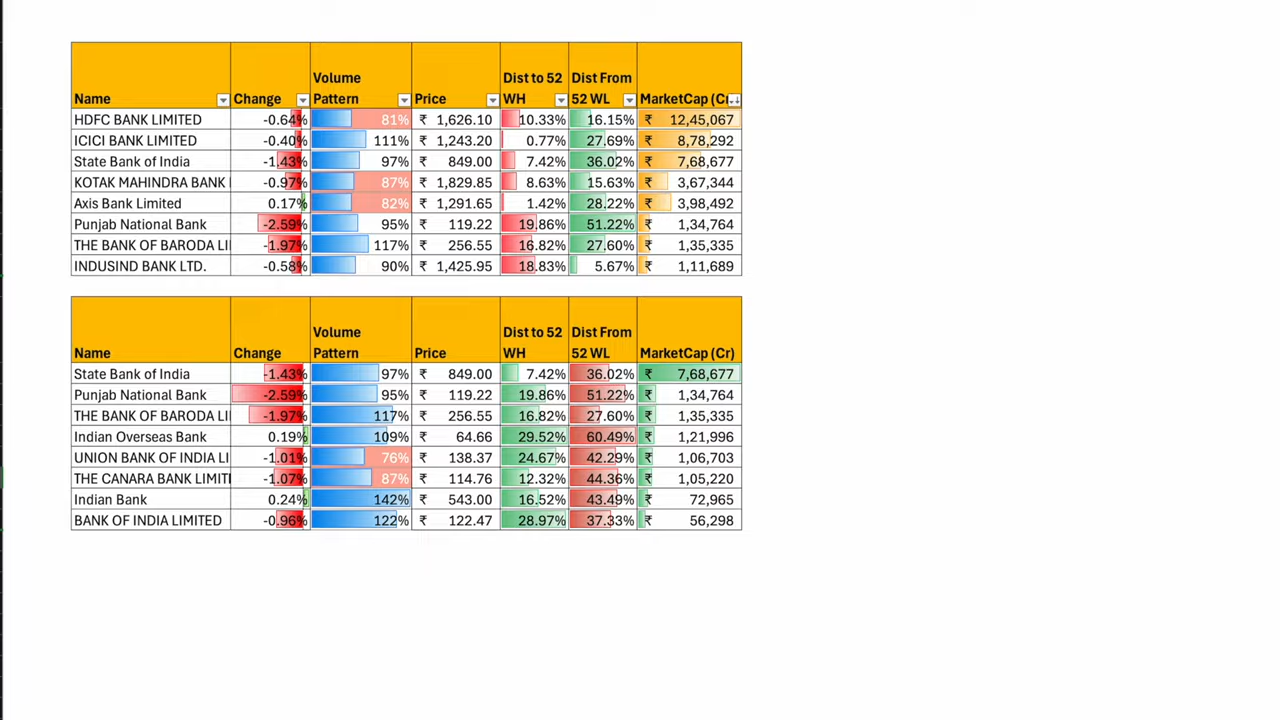 Name Change Volume Pattern Price Dist to 52 WH Dist From 52 WL MarketCap (Cr
HDFC BANK LIMITED -0.64% 81% ₹ 1,626.10 10.33% 16.15% ₹ 12,45,067
ICICI BANK LIMITED -0.40% 111% ₹ 1,243.20 0.77% 27.69% ₹ 8,78,292
State Bank of India -1.43% 97% ₹ 849.00 7.42% 36.02% ₹ 7,68,677
KOTAK MAHINDRA BANK -0.97% 87% ₹ 1,829.85 8.63% 15.63% ₹ 3,67,344
Axis Bank Limited 0.17% 82% ₹ 1,291.65 1.42% 28.22% ₹ 3,98,492
Punjab National Bank -2.59% 95% ₹ 119.22 19.86% 51.22% ₹ 1,34,764
THE BANK OF BARODA LI -1.97% 117% ₹ 256.55 16.82% 27.60% ₹ 1,35,335
INDUSIND BANK LTD. -0.58% 90% ₹ 1,425.95 18.83% 5.67% ₹ 1,11,689
Name Change Volume Pattern Price Dist to 52 WH Dist From 52 WL MarketCap (Cr)
State Bank of India -1.43% 97% ₹ 849.00 7.42% 36.02% ₹ 7,68,677
Punjab National Bank -2.59% 95% ₹ 119.22 19.86% 51.22% ₹ 1,34,764
THE BANK OF BARODA LI -1.97% 117% ₹ 256.55 16.82% 27.60% ₹ 1,35,335
Indian Overseas Bank 0.19% 109% ₹ 64.66 29.52% 60.49% ₹ 1,21,996
UNION BANK OF INDIA LI -1.01% 76% ₹ 138.37 24.67% 42.29% ₹ 1,06,703
THE CANARA BANK LIMITI -1.07% 87% ₹ 114.76 12.32% 44.36% ₹ 1,05,220
Indian Bank 0.24% 142% ₹ 543.00 16.52% 43.49% ₹ 72,965
BANK OF INDIA LIMITED -0.96% 122% ₹ 122.47 28.97% 37.33% ₹ 56,298